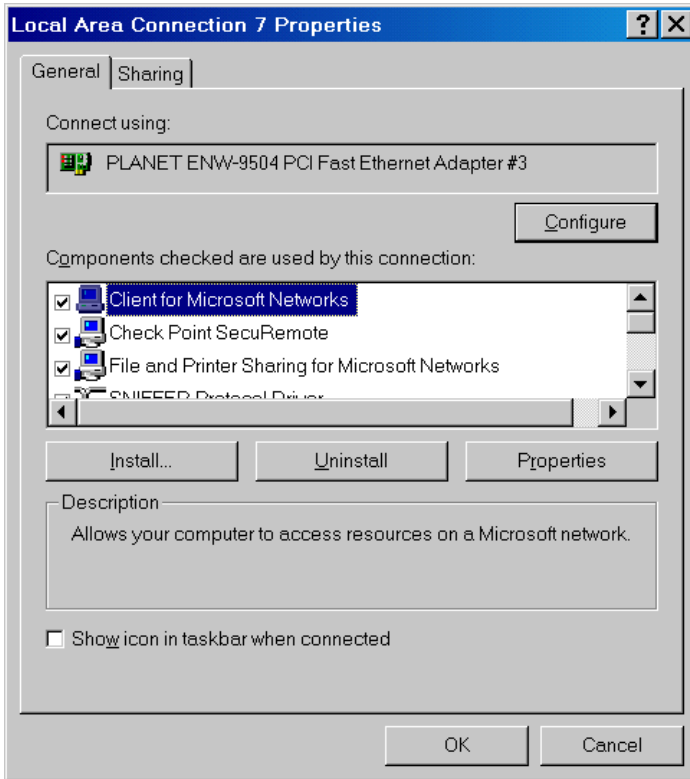 Local Area Connection 7 Properties
General
Sharing
Connect using:
PLANET ENW-9504 PCI Fast Ethernet Adapter #3
Configure
Components checked are used by this connection:
Client for Microsoft Networks
Check Point SecuRemote
File and Printer Sharing for Microsoft Networks
SNIFFER Protocol Driver
Install...
Uninstall
Properties
Description
Allows your computer to access resources on a Microsoft network.
Show icon in taskbar when connected
OK
Cancel